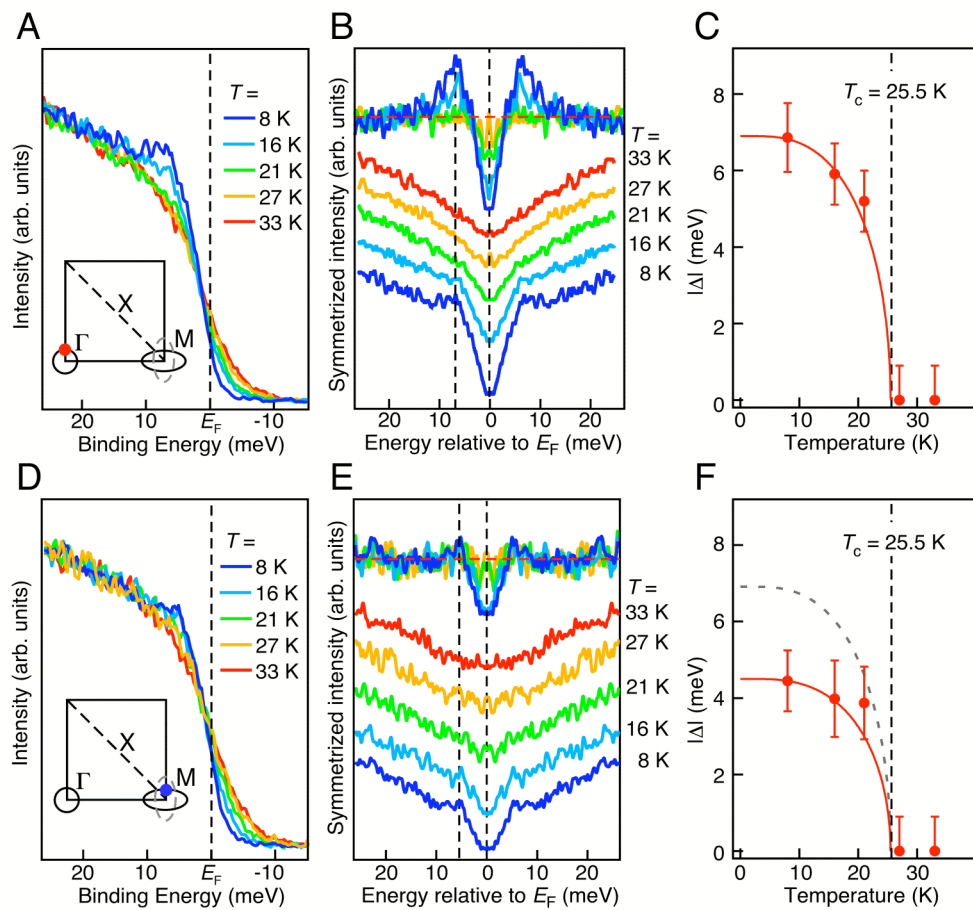 A
Intensity (arb. units)
T =
8 K
16 K
21 K
27 K
33 K
Γ
X
M
20
10
E_F
-10
Binding Energy (meV)
B
Symmetrized intensity (arb. units)
T =
33 K
27 K
21 K
16 K
8 K
-20
-10
0
10
20
Energy relative to E_F (meV)
C
|Δ| (meV)
8
6
4
2
0
T_c = 25.5 K
0
10
20
30
Temperature (K)
D
Intensity (arb. units)
T =
8 K
16 K
21 K
27 K
33 K
Γ
X
M
20
10
E_F
-10
Binding Energy (meV)
E
Symmetrized intensity (arb. units)
T =
33 K
27 K
21 K
16 K
8 K
-20
-10
0
10
20
Energy relative to E_F (meV)
F
|Δ| (meV)
8
6
4
2
0
T_c = 25.5 K
0
10
20
30
Temperature (K)